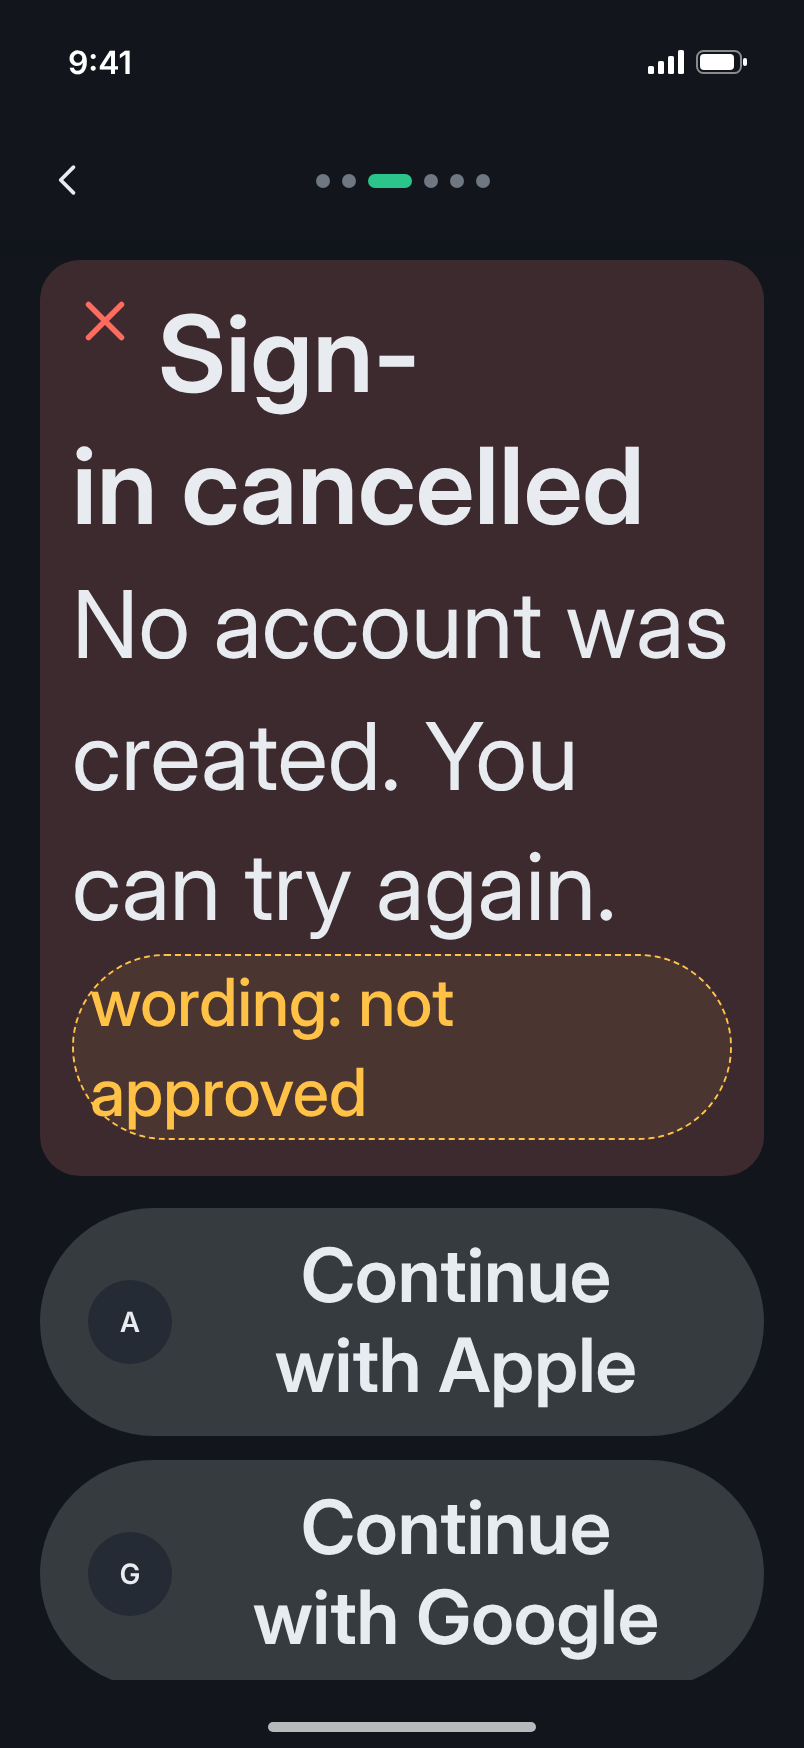 9:41
Sign-
in cancelled
No account was
created. You
can try again.
wording: not
approved
A
Continue
with Apple
G
Continue
with Google